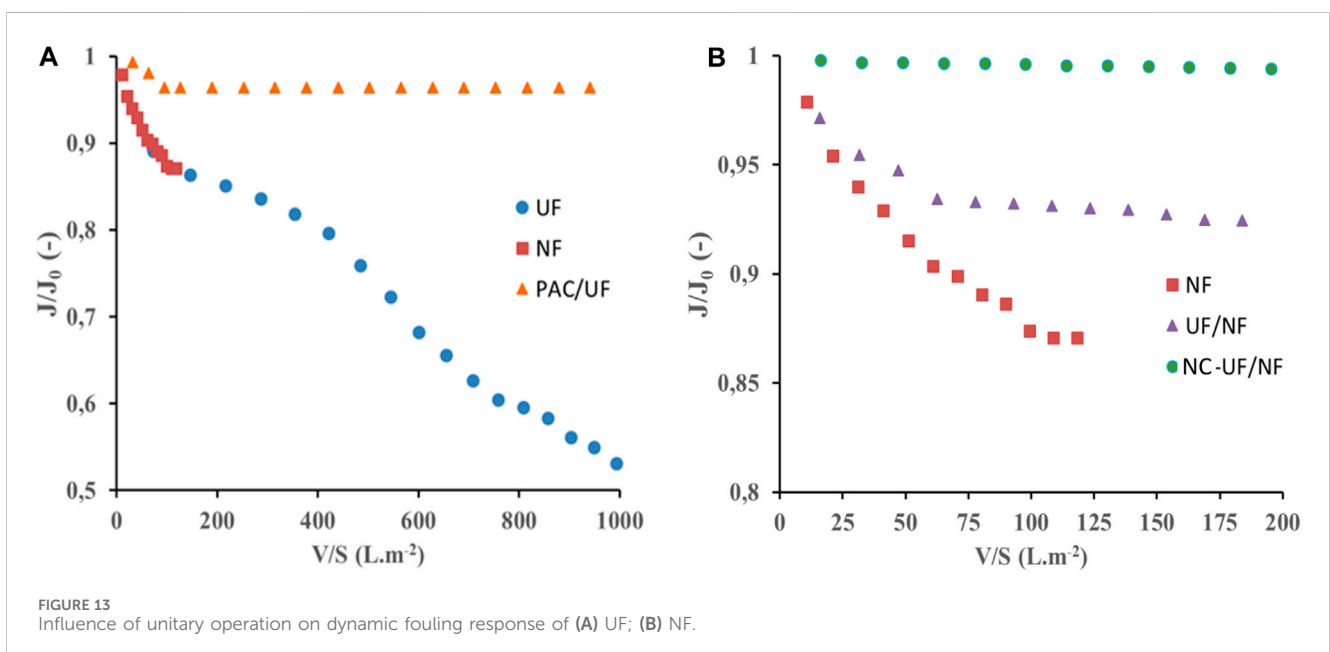 A
1
0,9
0,8
0,7
0,6
0,5
J/J₀ (-)
0 200 400 600 800 1000
V/S (L.m⁻²)
UF
NF
PAC/UF
B
1
0,95
0,9
0,85
0,8
J/J₀ (-)
0 25 50 75 100 125 150 175 200
V/S (L.m⁻²)
NF
UF/NF
NC-UF/NF
FIGURE 13
Influence of unitary operation on dynamic fouling response of (A) UF; (B) NF.